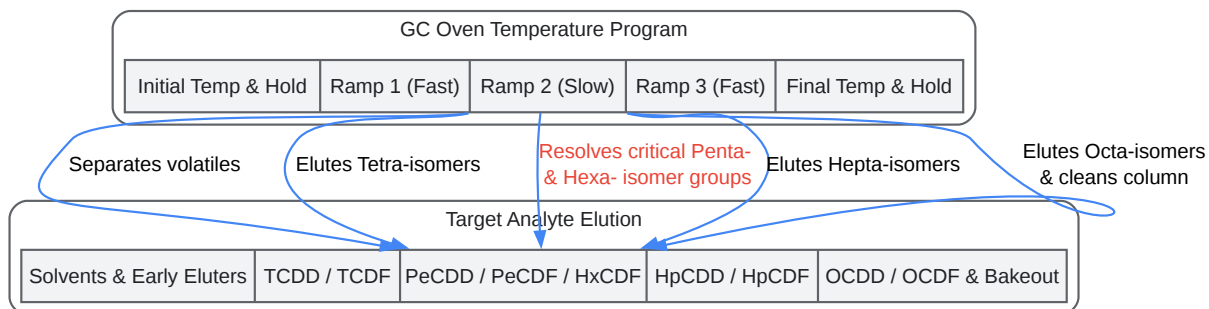 GC Oven Temperature Program
Initial Temp & Hold
Ramp 1 (Fast)
Ramp 2 (Slow)
Ramp 3 (Fast)
Final Temp & Hold
Separates volatiles
Elutes Tetra-isomers
Resolves critical Penta-
& Hexa- isomer groups
Elutes Hepta-isomers
Elutes Octa-isomers
& cleans column
Target Analyte Elution
Solvents & Early Eluters
TCDD / TCDF
PeCDD / PeCDF / HxCDF
HpCDD / HpCDF
OCDD / OCDF & Bakeout